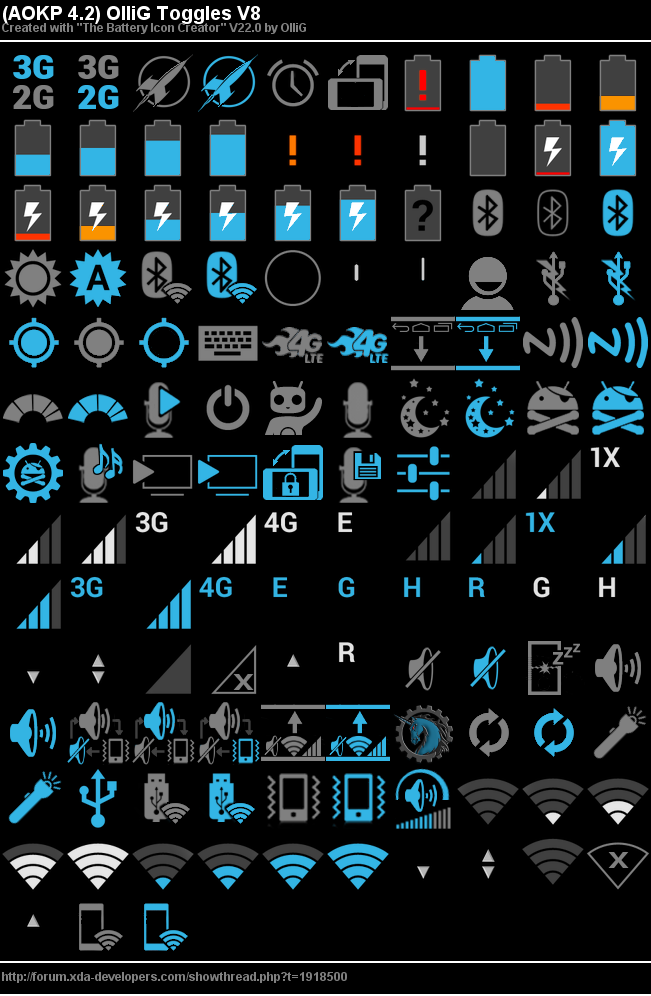 (AOKP 4.2) OlliG Toggles V8
Created with "The Battery Icon Creator" V22.0 by OlliG
3G 3G
2G 2G
!
! ! !
?
A
4G 4G
LTE LTE
1X
3G 4G E 1X
3G 4G E G H R G H
R zzz
X
X
http://forum.xda-developers.com/showthread.php?t=1918500